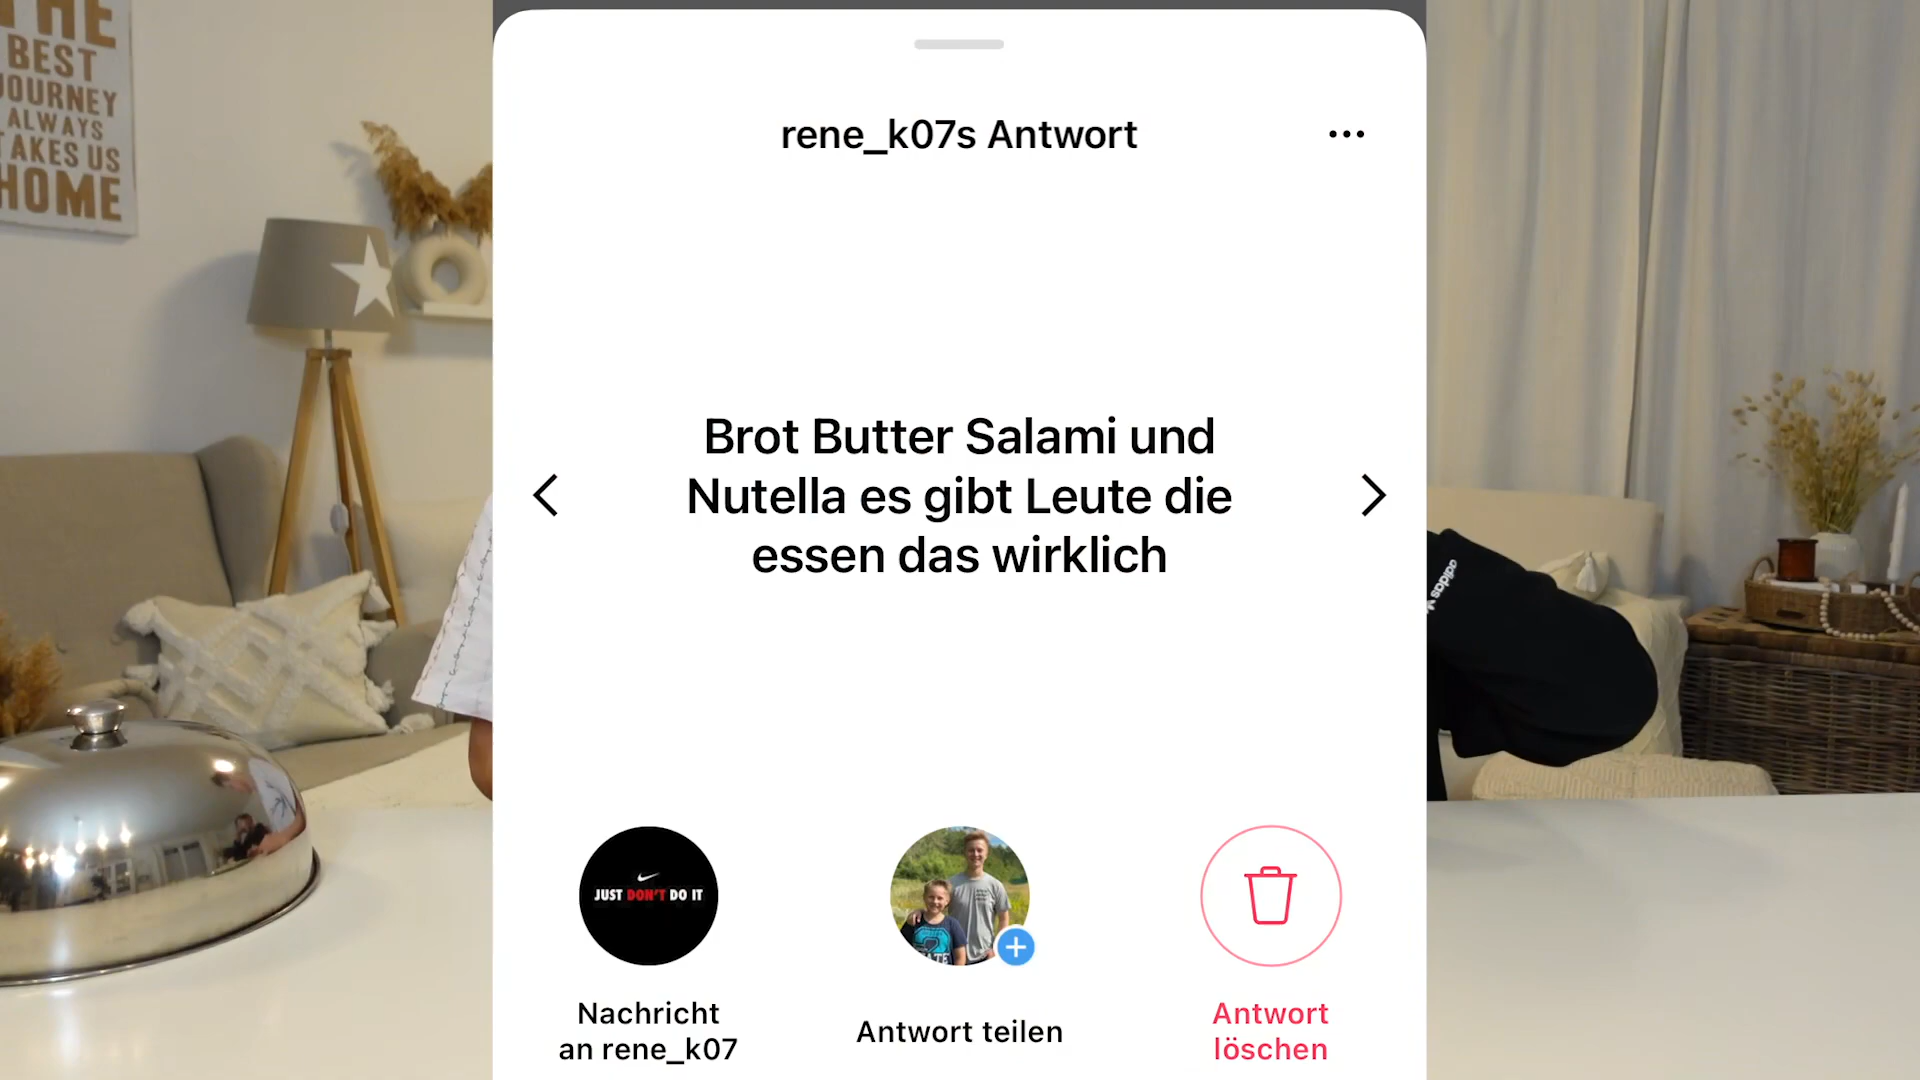 THE
BEST
JOURNEY
ALWAYS
TAKES US
HOME
rene_k07s Antwort
Brot Butter Salami und
Nutella es gibt Leute die
essen das wirklich
adidas
JUST DON'T DO IT
Nachricht
an rene_k07
Antwort teilen
Antwort
löschen